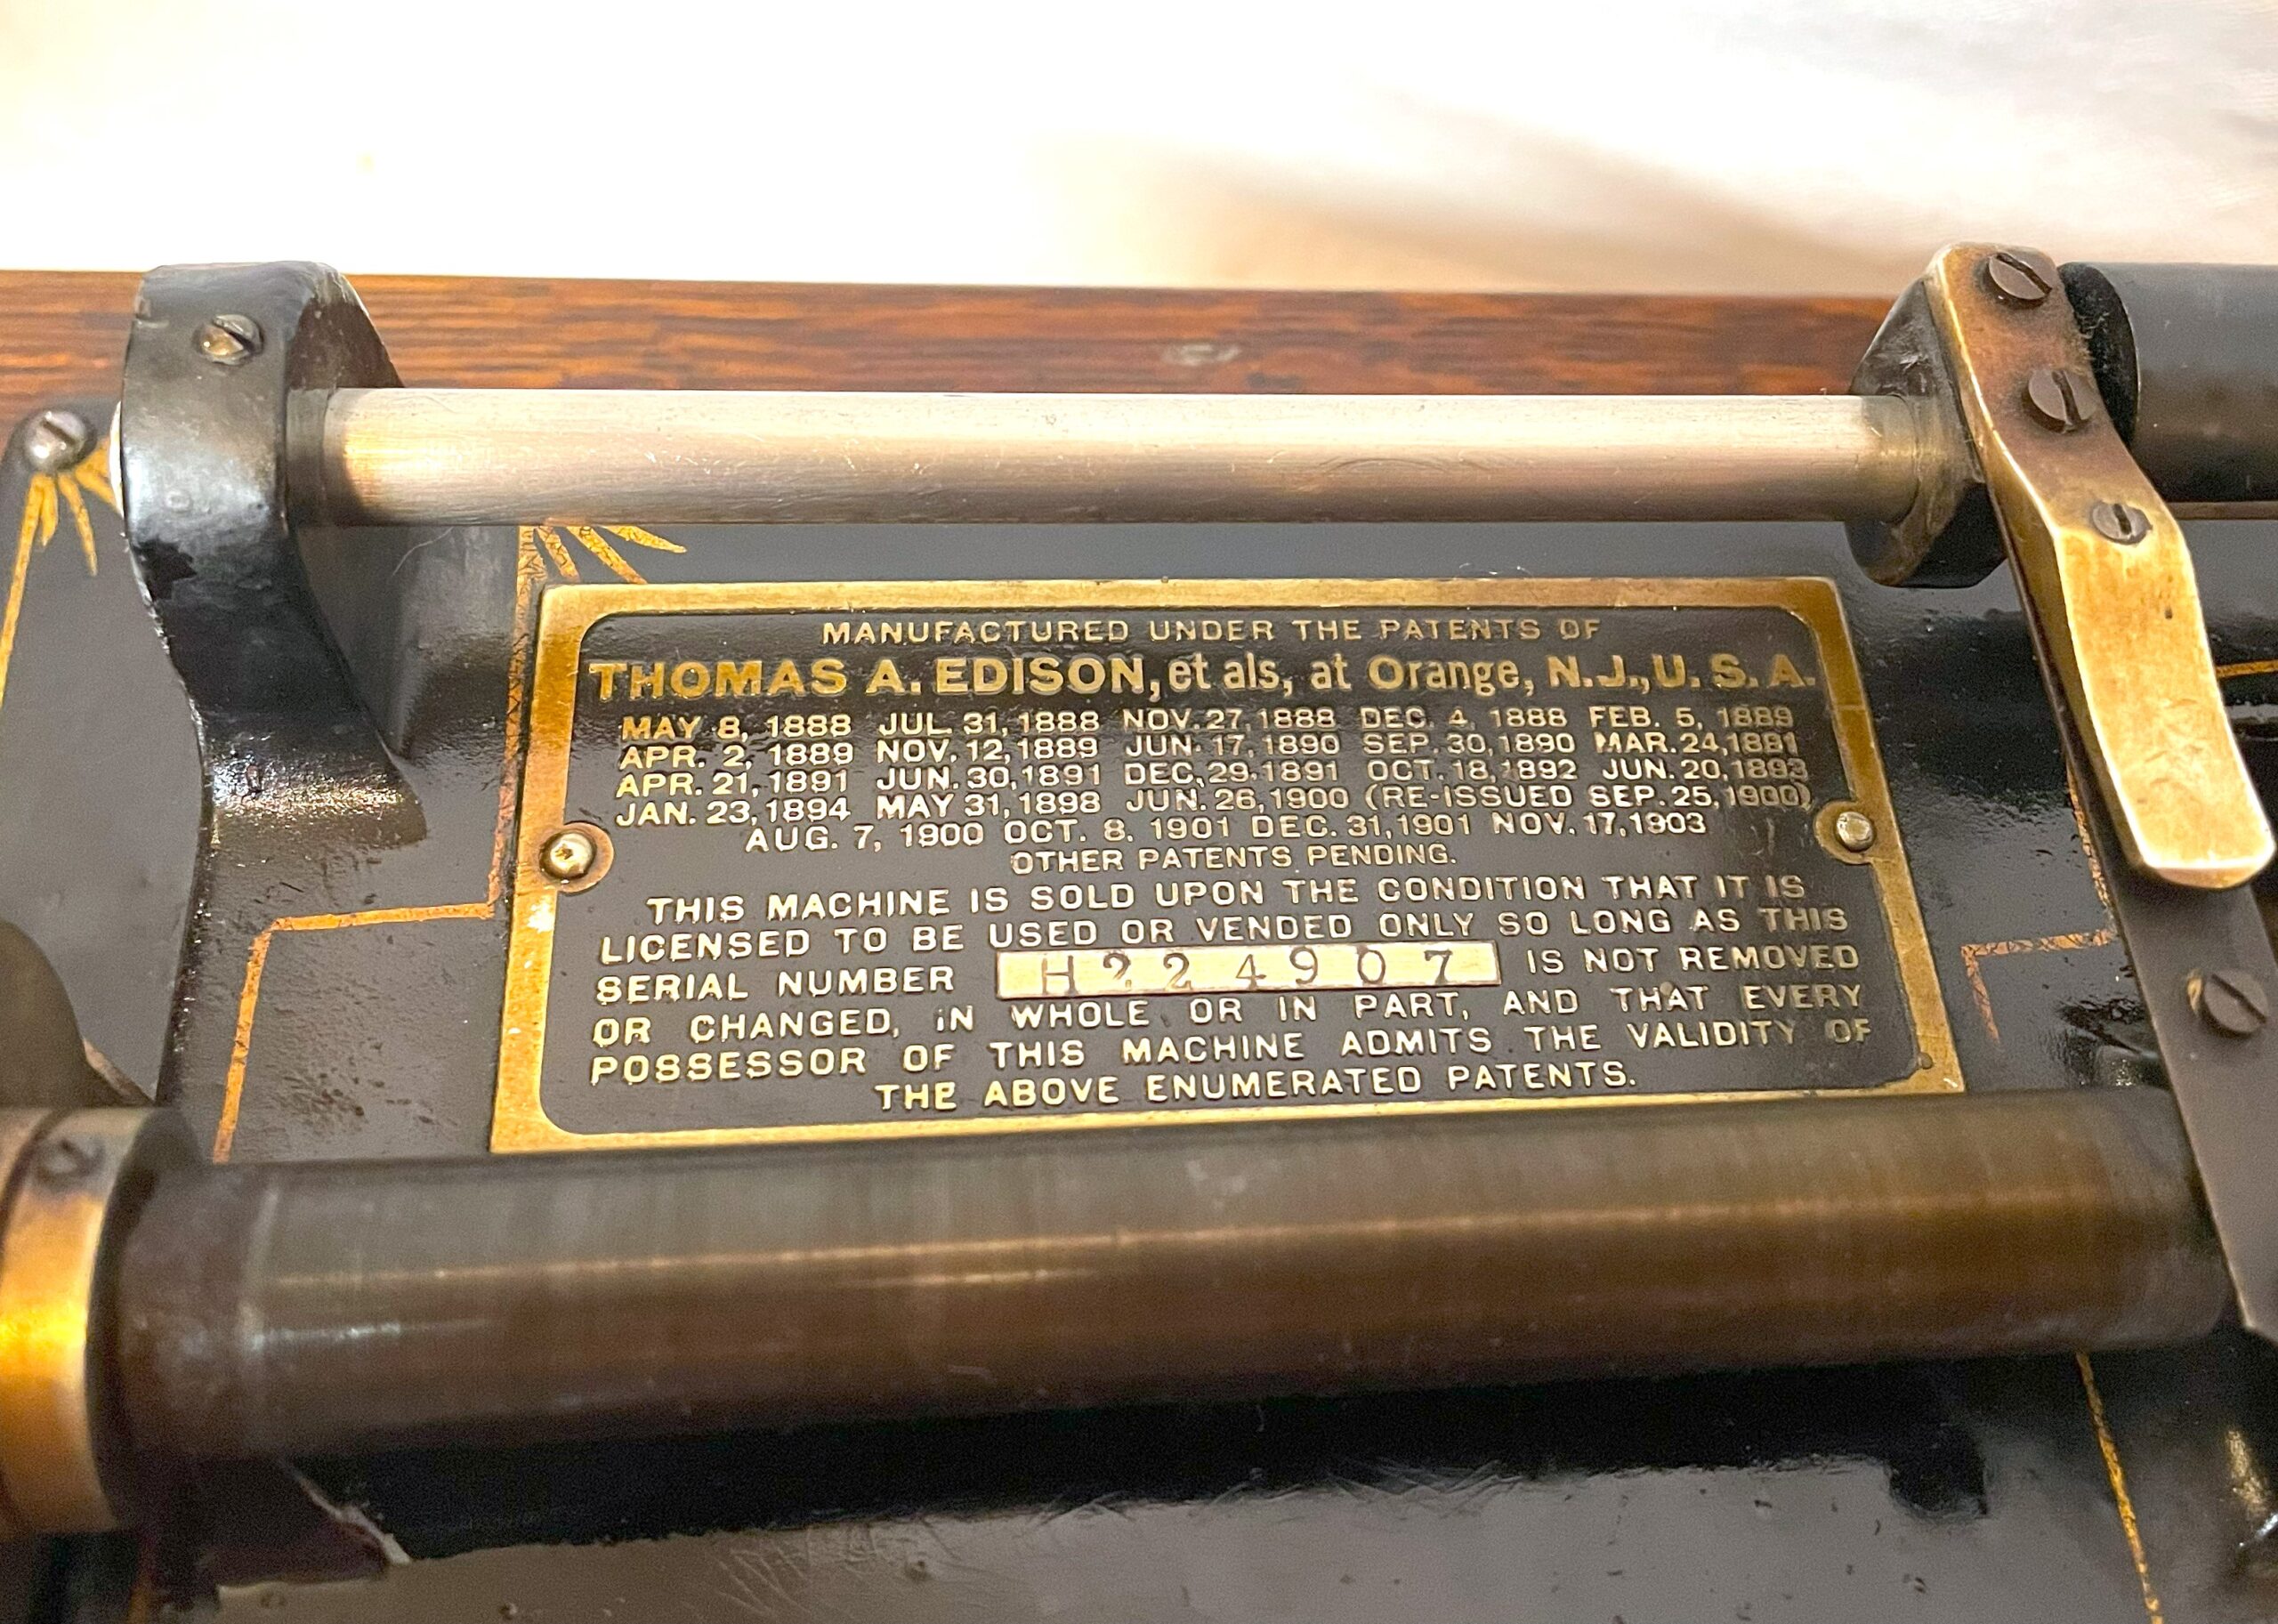 MANUFACTURED UNDER THE PATENTS OF
THOMAS A. EDISON, et als, at Orange, N.J., U.S.A.
MAY 8, 1888 JUL. 31, 1888 NOV. 27, 1888 DEC. 4, 1888 FEB. 5, 1889
APR. 2, 1889 NOV. 12, 1889 JUN. 17, 1890 SEP. 30, 1890 MAR. 24, 1891
APR. 21, 1891 JUN. 30, 1891 DEC. 29. 1891 OCT. 18, 1892 JUN. 20, 1893
JAN. 23, 1894 MAY 31, 1898 JUN. 26, 1900 (RE-ISSUED SEP. 25, 1900)
AUG. 7, 1900 OCT. 8, 1901 DEC. 31, 1901 NOV. 17, 1903
OTHER PATENTS PENDING.
THIS MACHINE IS SOLD UPON THE CONDITION THAT IT IS
LICENSED TO BE USED OR VENDED ONLY SO LONG AS THIS
SERIAL NUMBER H224907 IS NOT REMOVED
OR CHANGED, IN WHOLE OR IN PART, AND THAT EVERY
POSSESSOR OF THIS MACHINE ADMITS THE VALIDITY OF
THE ABOVE ENUMERATED PATENTS.